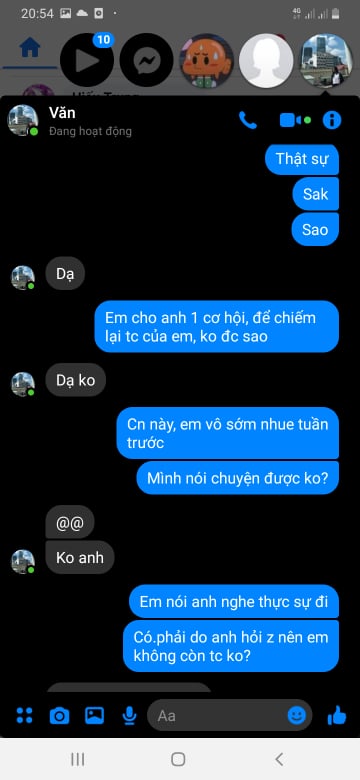 20:54
4G
10
Hiếu Trung
Văn
Đang hoạt động
Thật sự
Sak
Sao
Dạ
Em cho anh 1 cơ hội, để chiếm
lại tc của em, ko đc sao
Dạ ko
Cn này, em vô sớm nhue tuần
trước
Mình nói chuyện được ko?
@@
Ko anh
Em nói anh nghe thực sự đi
Có.phải do anh hỏi z nên em
không còn tc ko?
Aa